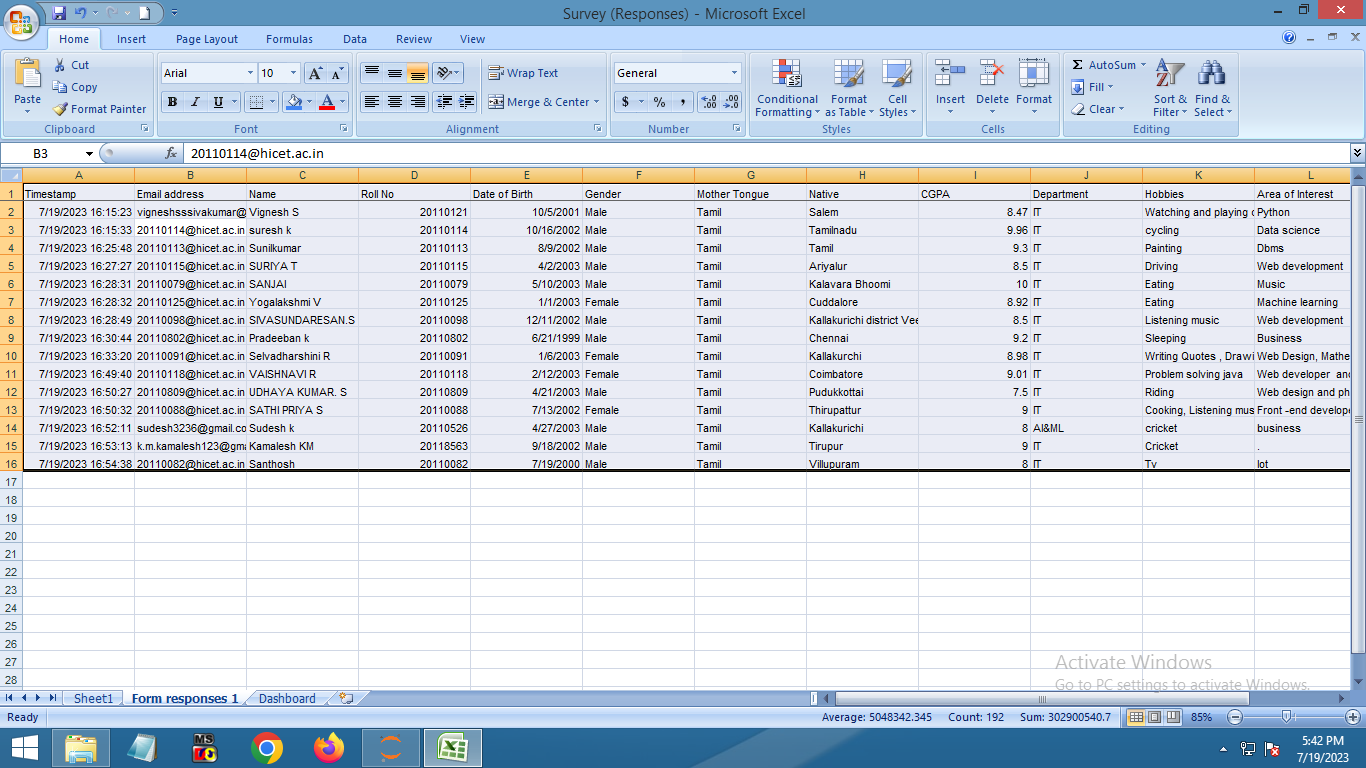 Survey (Responses) - Microsoft Excel
Home Insert Page Layout Formulas Data Review View
Paste Cut Copy Format Painter Clipboard
Arial 10 A A B I U A Font
Wrap Text Merge & Center Alignment
General $ % , Number
Conditional Formatting Format as Table Cell Styles Styles
Insert Delete Format Cells
Σ AutoSum Fill Clear Sort & Filter Find & Select Editing
B3 fx 20110114@hicet.ac.in
A B C D E F G H I J K L
1 Timestamp Email address Name Roll No Date of Birth Gender Mother Tongue Native CGPA Department Hobbies Area of Interest
2 7/19/2023 16:15:23 vigneshsssivakumar@ Vignesh S 20110121 10/5/2001 Male Tamil Salem 8.47 IT Watching and playing Python
3 7/19/2023 16:15:33 20110114@hicet.ac.in suresh k 20110114 10/16/2002 Male Tamil Tamilnadu 9.96 IT cycling Data science
4 7/19/2023 16:25:48 20110113@hicet.ac.in Sunilkumar 20110113 8/9/2002 Male Tamil Tamil 9.3 IT Painting Dbms
5 7/19/2023 16:27:27 20110115@hicet.ac.in SURIYA T 20110115 4/2/2003 Male Tamil Ariyalur 8.5 IT Driving Web development
6 7/19/2023 16:28:31 20110079@hicet.ac.in SANJAI 20110079 5/10/2003 Male Tamil Kalavara Bhoomi 10 IT Eating Music
7 7/19/2023 16:28:32 20110125@hicet.ac.in Yogalakshmi V 20110125 1/1/2003 Female Tamil Cuddalore 8.92 IT Eating Machine learning
8 7/19/2023 16:28:49 20110098@hicet.ac.in SIVASUNDARESAN.S 20110098 12/11/2002 Male Tamil Kallakurichi district Vee 8.5 IT Listening music Web development
9 7/19/2023 16:30:44 20110802@hicet.ac.in Pradeeban k 20110802 6/21/1999 Male Tamil Chennai 9.2 IT Sleeping Business
10 7/19/2023 16:33:20 20110091@hicet.ac.in Selvadharshini R 20110091 1/6/2003 Female Tamil Kallakurchi 8.98 IT Writing Quotes , Drawi Web Design, Mathe
11 7/19/2023 16:49:40 20110118@hicet.ac.in VAISHNAVI R 20110118 2/12/2003 Female Tamil Coimbatore 9.01 IT Problem solving java Web developer and
12 7/19/2023 16:50:27 20110809@hicet.ac.in UDHAYA KUMAR. S 20110809 4/21/2003 Male Tamil Pudukkottai 7.5 IT Riding Web design and ph
13 7/19/2023 16:50:32 20110088@hicet.ac.in SATHI PRIYA S 20110088 7/13/2002 Female Tamil Thirupattur 9 IT Cooking, Listening mus Front -end develope
14 7/19/2023 16:52:11 sudesh3236@gmail.co Sudesh k 20110526 4/27/2003 Male Tamil Kallakurichi 8 AI&ML cricket business
15 7/19/2023 16:53:13 k.m.kamalesh123@gma Kamalesh KM 20118563 9/18/2002 Male Tamil Tirupur 9 IT Cricket .
16 7/19/2023 16:54:38 20110082@hicet.ac.in Santhosh 20110082 7/19/2000 Male Tamil Villupuram 8 IT Tv Iot
17
18
19
20
21
22
23
24
25
26
27
28
Activate Windows
Go to PC settings to activate Windows.
Sheet1 Form responses 1 Dashboard
Ready Average: 5048342.345 Count: 192 Sum: 302900540.7 85%
MS
5:42 PM
7/19/2023